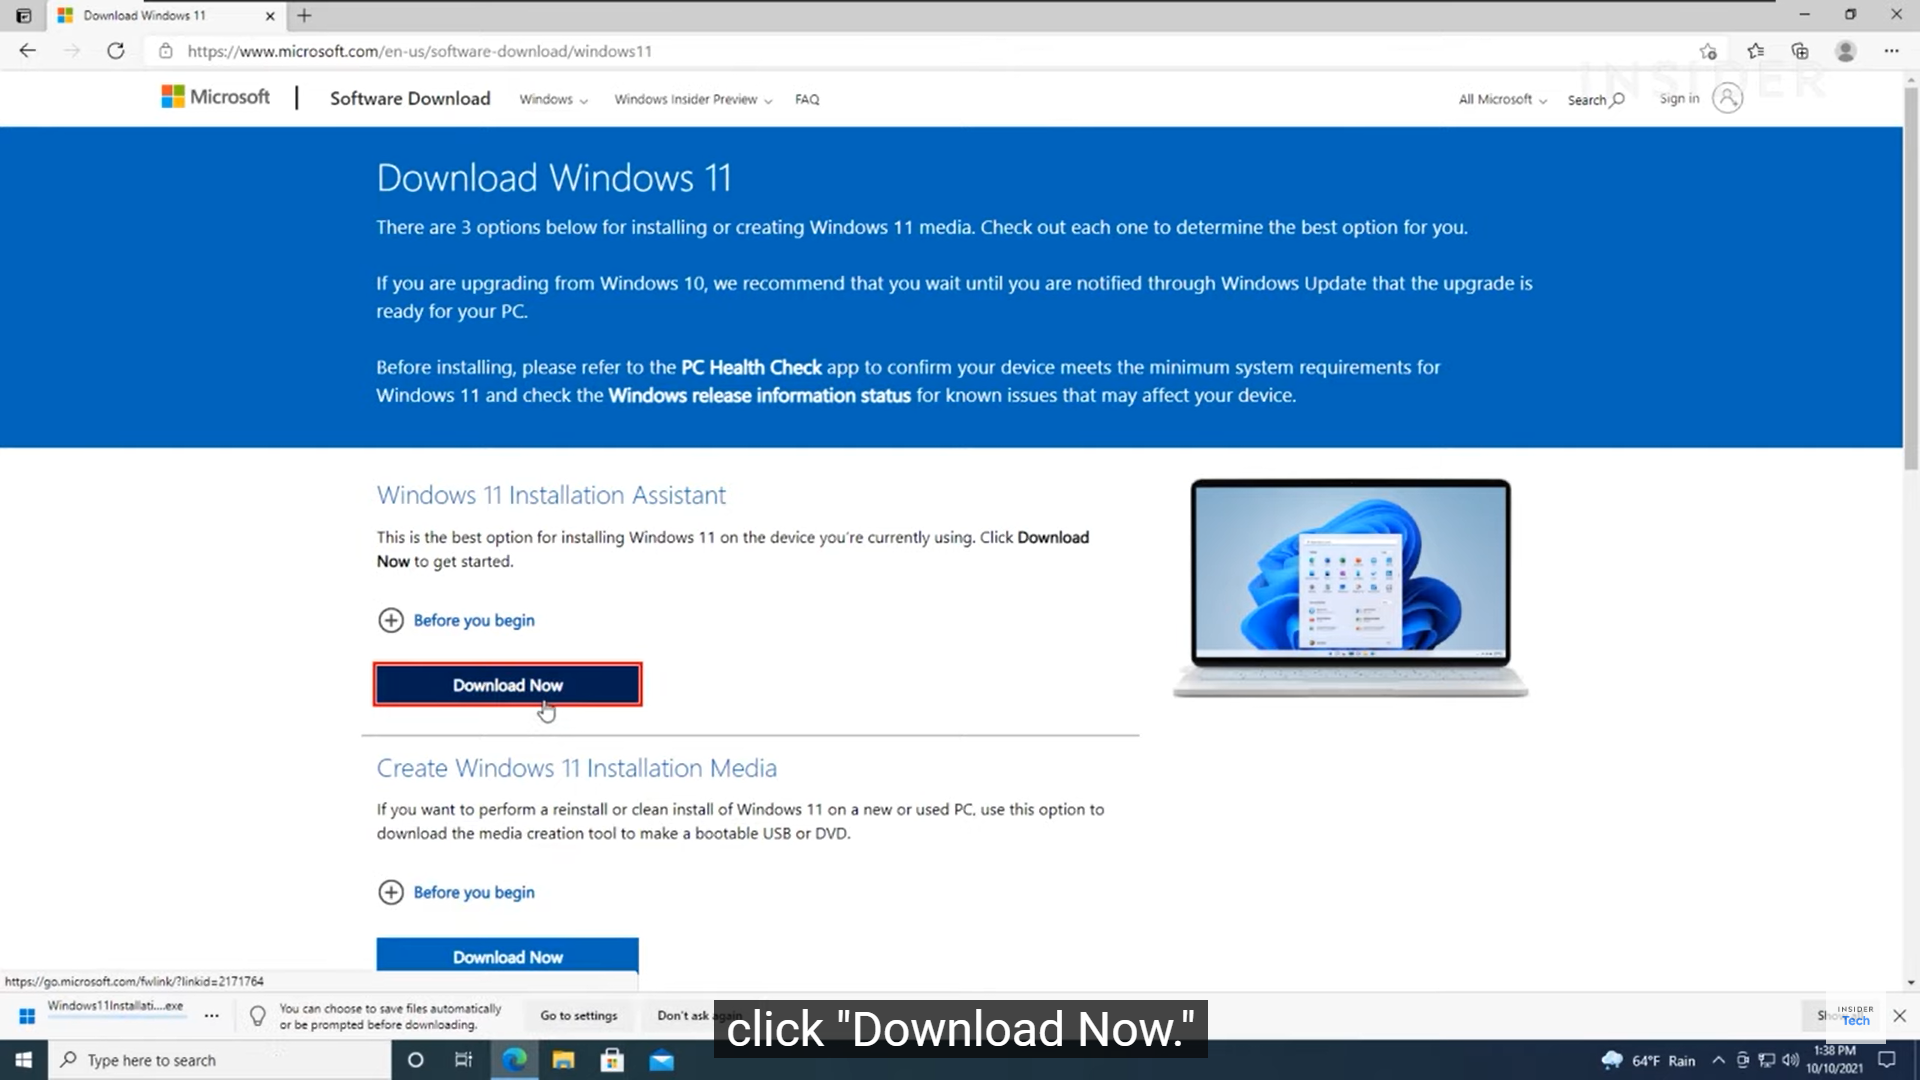 Download Windows 11
https://www.microsoft.com/en-us/software-download/windows11
INSIDER
Microsoft
Software Download
Windows
Windows Insider Preview
FAQ
All Microsoft
Search
Sign in
Download Windows 11
There are 3 options below for installing or creating Windows 11 media. Check out each one to determine the best option for you.
If you are upgrading from Windows 10, we recommend that you wait until you are notified through Windows Update that the upgrade is
ready for your PC.
Before installing, please refer to the PC Health Check app to confirm your device meets the minimum system requirements for
Windows 11 and check the Windows release information status for known issues that may affect your device.
Windows 11 Installation Assistant
This is the best option for installing Windows 11 on the device you're currently using. Click Download
Now to get started.
Before you begin
Download Now
Create Windows 11 Installation Media
If you want to perform a reinstall or clean install of Windows 11 on a new or used PC, use this option to
download the media creation tool to make a bootable USB or DVD.
Before you begin
Download Now
https://go.microsoft.com/fwlink/?linkid=2171764
Windows11Installati....exe
You can choose to save files automatically
or be prompted before downloading.
Go to settings
Don't ask again
click "Download Now."
INSIDER
Tech
Type here to search
64°F Rain
1:38 PM
10/10/2021